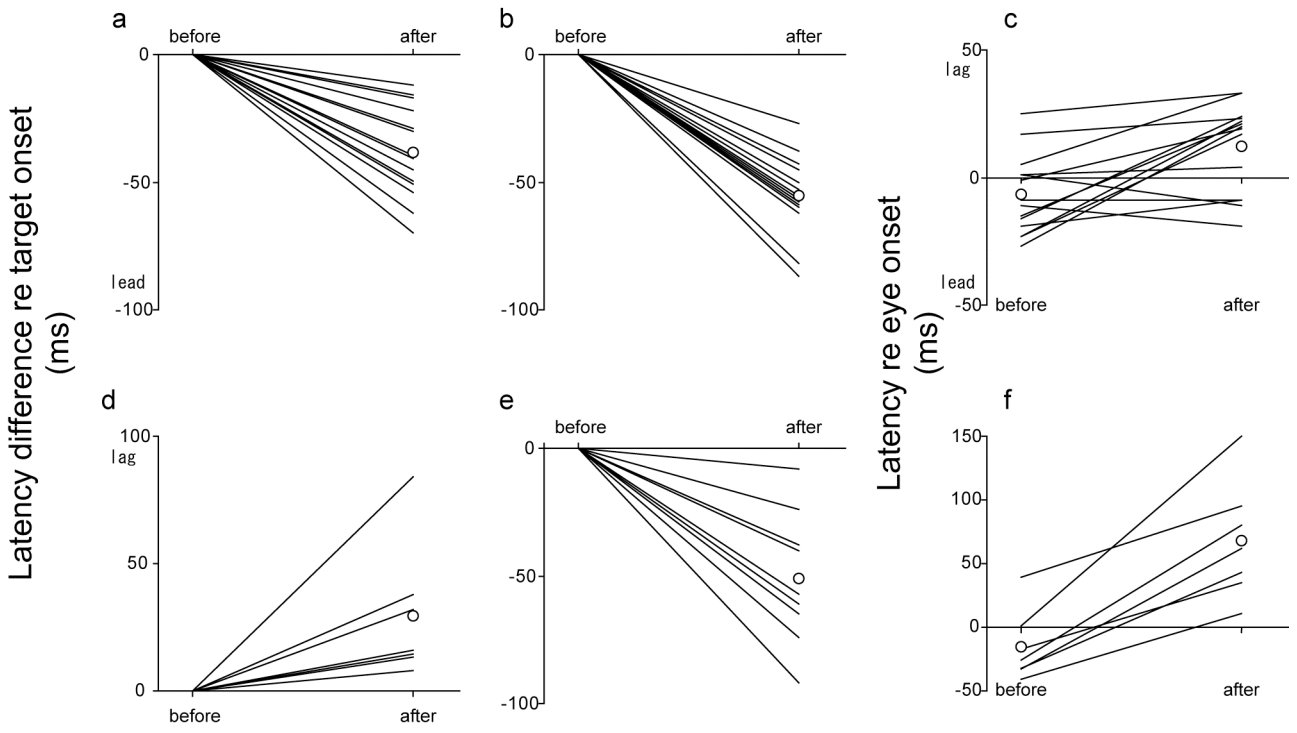 Latency difference re target onset
(ms)
a
before after
0
-50
lead
-100
b
before after
0
-50
-100
Latency re eye onset
(ms)
c
50
lag
0
lead
-50
before after
d
100
lag
50
0
before after
e
before after
0
-50
-100
f
150
100
50
0
-50
before after